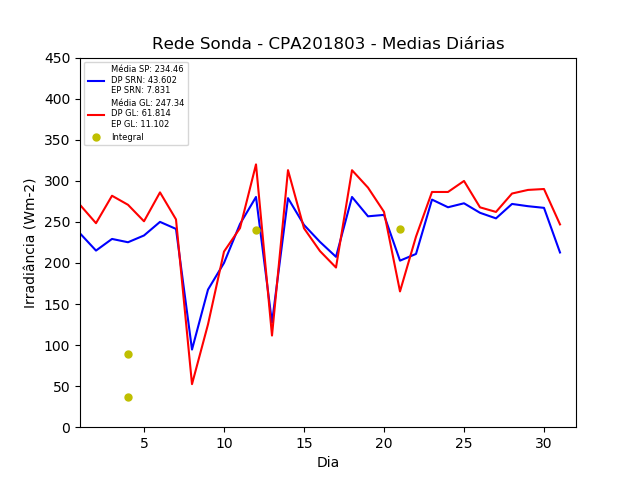 Rede Sonda - CPA201803 - Medias Diárias
450
400
350
300
250
200
150
100
50
0
Irradiância (Wm-2)
Média SP: 234.46
DP SRN: 43.602
EP SRN: 7.831
Média GL: 247.34
DP GL: 61.814
EP GL: 11.102
Integral
5
10
15
20
25
30
Dia